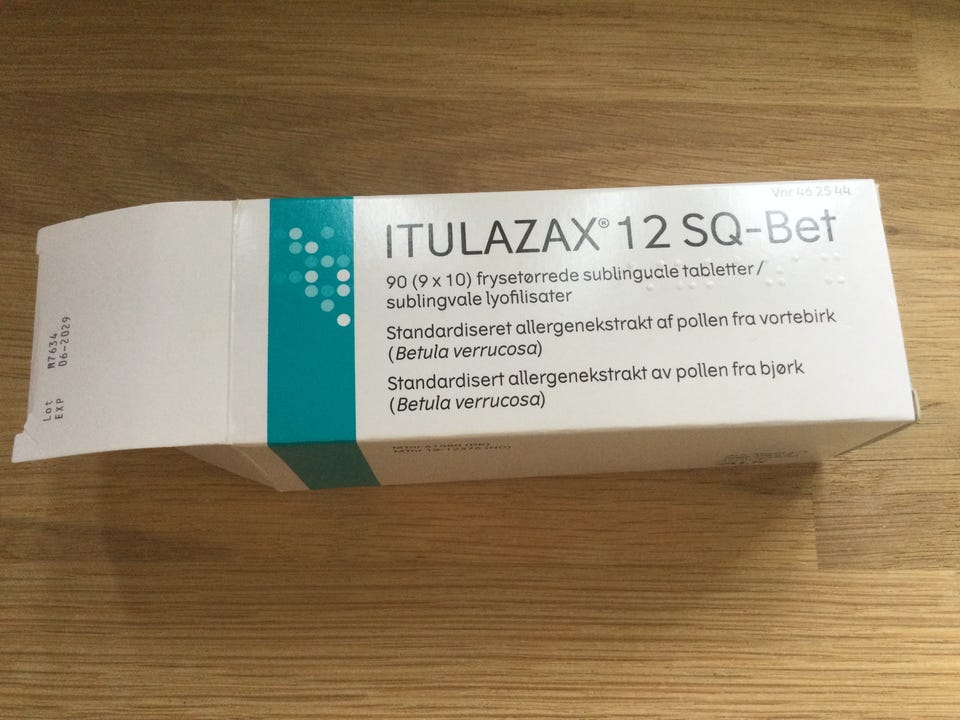 Vnr 46 25 44
ITULAZAX® 12 SQ-Bet
90 (9 x 10) frysetørrede sublinguale tabletter/
sublingvale lyofilisater
Standardiseret allergenekstrakt af pollen fra vortebirk
(Betula verrucosa)
Standardisert allergenekstrakt av pollen fra bjørk
(Betula verrucosa)
Lot M7634
EXP 06-2029